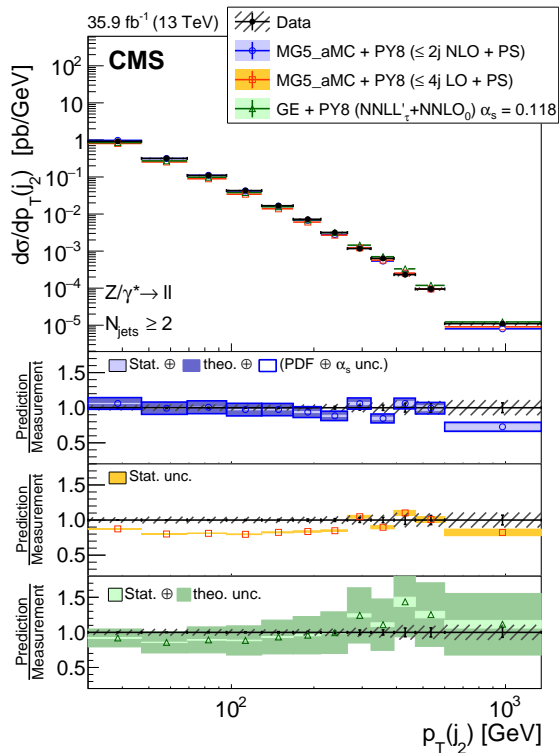 35.9 fb⁻¹ (13 TeV)
CMS
Data
MG5_aMC + PY8 (≤ 2j NLO + PS)
MG5_aMC + PY8 (≤ 4j LO + PS)
GE + PY8 (NNLL'τ+NNLO₀) αₛ = 0.118
dσ/dp_T(j₂) [pb/GeV]
10²
10
1
10⁻¹
10⁻²
10⁻³
10⁻⁴
10⁻⁵
Z/γ*→ ll
N_jets ≥ 2
Stat. ⊕ theo. ⊕ (PDF ⊕ αₛ unc.)
Prediction
Measurement
1.5
1.0
0.5
Stat. unc.
Prediction
Measurement
1.5
1.0
0.5
Stat. ⊕ theo. unc.
Prediction
Measurement
1.5
1.0
0.5
10² 10³
p_T(j₂) [GeV]